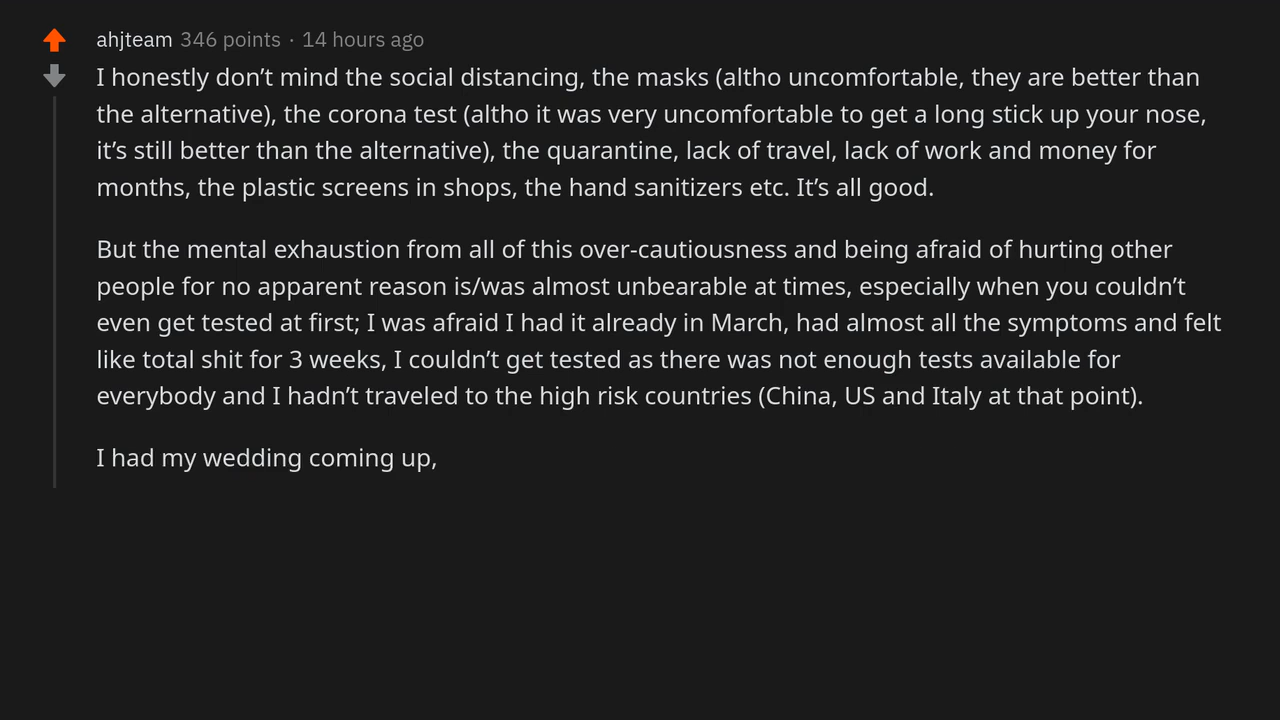 ahjteam 346 points · 14 hours ago
I honestly don’t mind the social distancing, the masks (altho uncomfortable, they are better than
the alternative), the corona test (altho it was very uncomfortable to get a long stick up your nose,
it’s still better than the alternative), the quarantine, lack of travel, lack of work and money for
months, the plastic screens in shops, the hand sanitizers etc. It’s all good.
But the mental exhaustion from all of this over-cautiousness and being afraid of hurting other
people for no apparent reason is/was almost unbearable at times, especially when you couldn’t
even get tested at first; I was afraid I had it already in March, had almost all the symptoms and felt
like total shit for 3 weeks, I couldn’t get tested as there was not enough tests available for
everybody and I hadn’t traveled to the high risk countries (China, US and Italy at that point).
I had my wedding coming up,